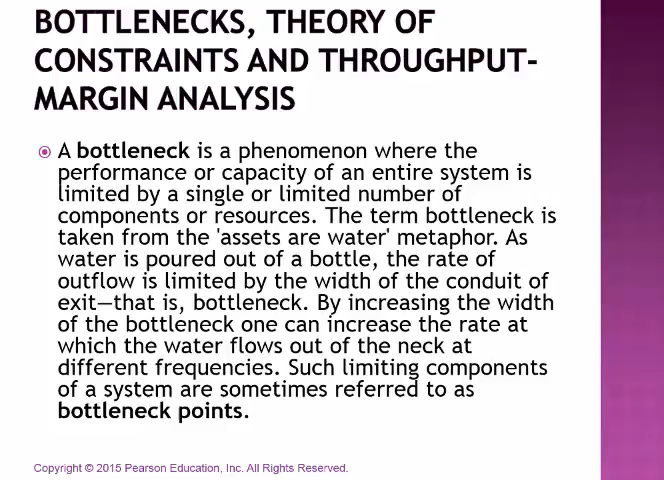 BOTTLENECKS, THEORY OF
CONSTRAINTS AND THROUGHPUT-
MARGIN ANALYSIS
A bottleneck is a phenomenon where the
performance or capacity of an entire system is
limited by a single or limited number of
components or resources. The term bottleneck is
taken from the 'assets are water' metaphor. As
water is poured out of a bottle, the rate of
outflow is limited by the width of the conduit of
exit—that is, bottleneck. By increasing the width
of the bottleneck one can increase the rate at
which the water flows out of the neck at
different frequencies. Such limiting components
of a system are sometimes referred to as
bottleneck points.
Copyright © 2015 Pearson Education, Inc. All Rights Reserved.